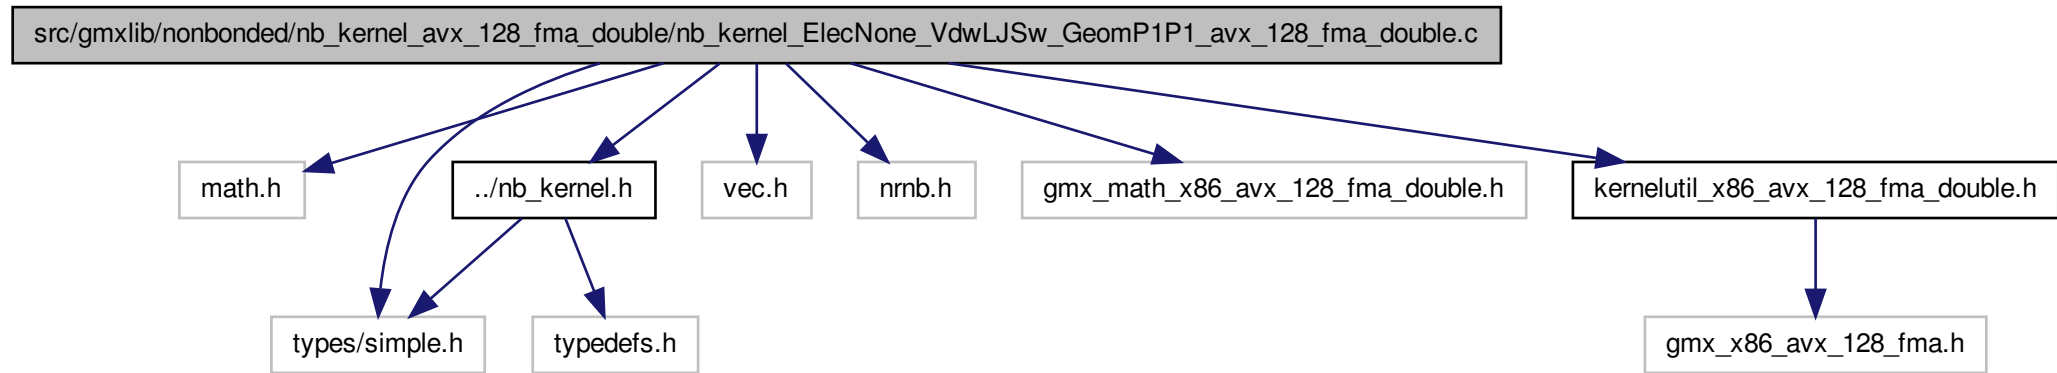 src/gmxlib/nonbonded/nb_kernel_avx_128_fma_double/nb_kernel_ElecNone_VdwLJSw_GeomP1P1_avx_128_fma_double.c
math.h
../nb_kernel.h
vec.h
nrnb.h
gmx_math_x86_avx_128_fma_double.h
kernelutil_x86_avx_128_fma_double.h
types/simple.h
typedefs.h
gmx_x86_avx_128_fma.h